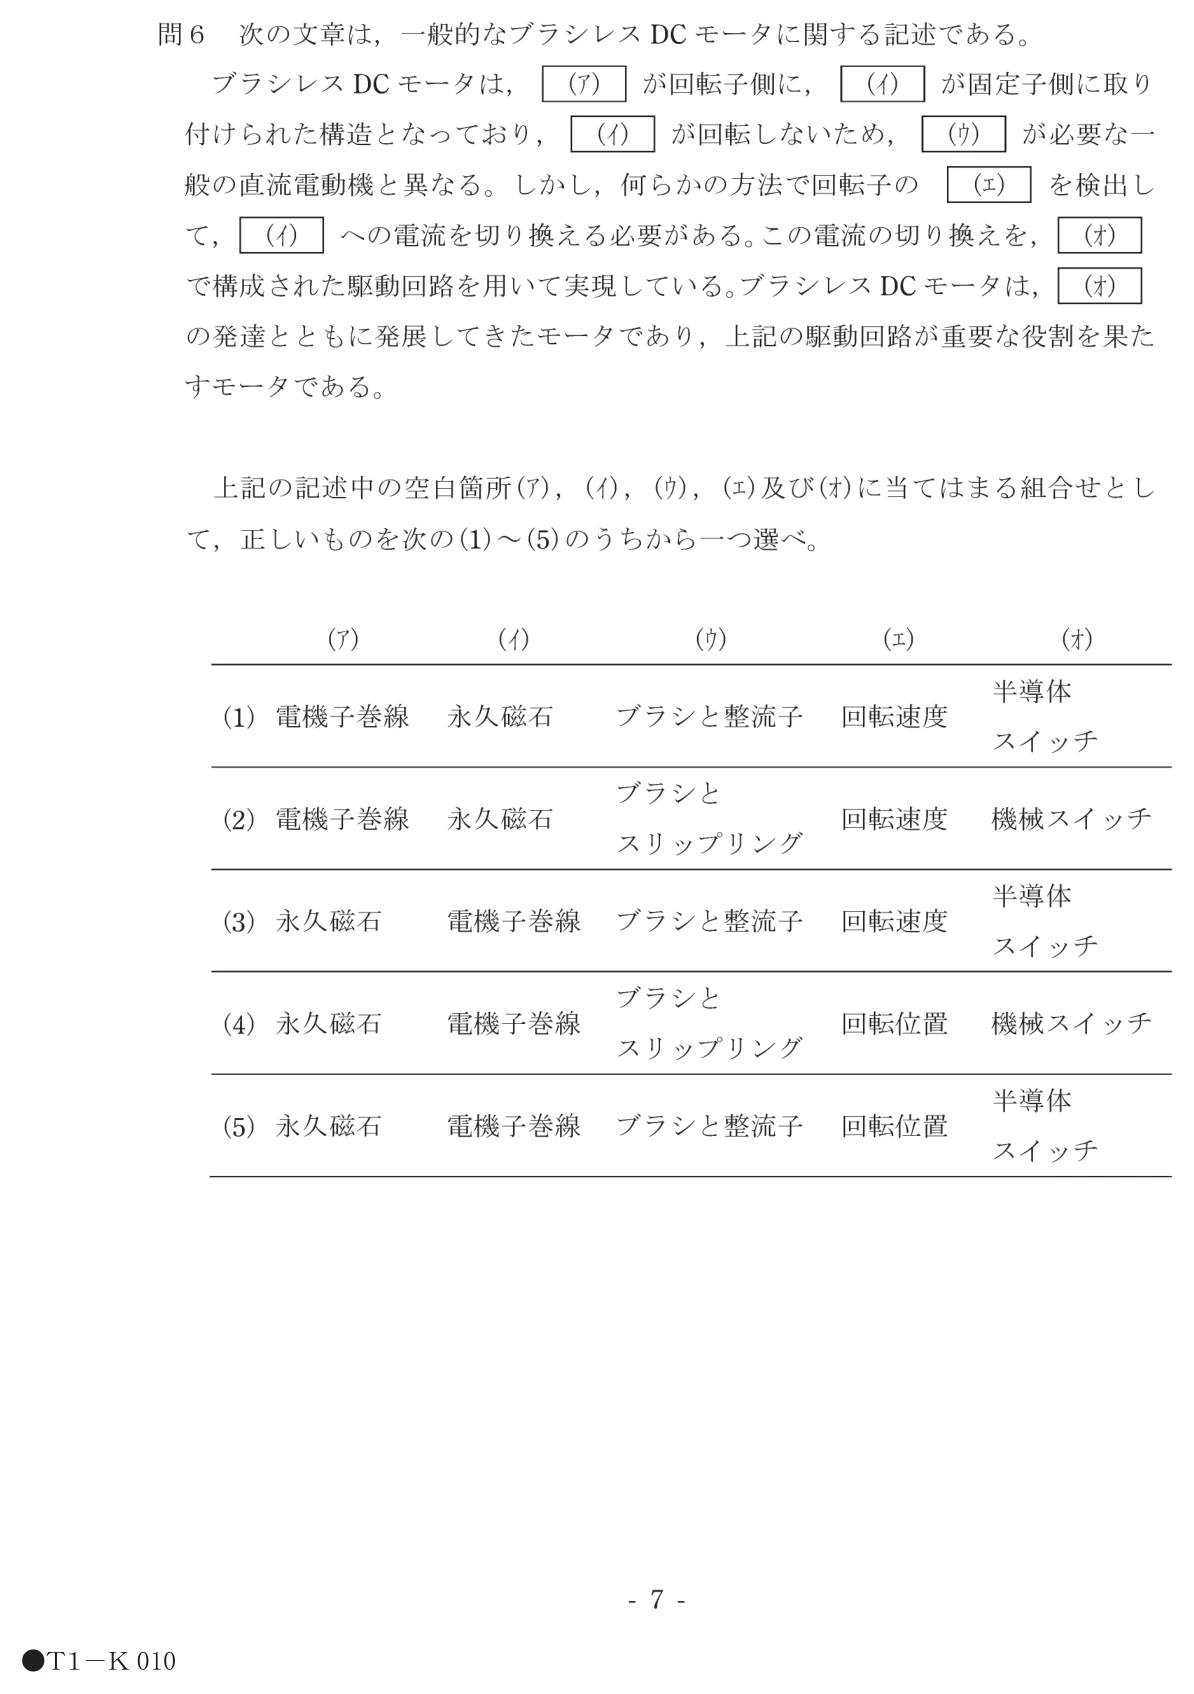 問６　次の文章は，一般的なブラシレス DC モータに関する記述である。
ブラシレス DC モータは， (ア) が回転子側に， (イ) が固定子側に取り
付けられた構造となっており， (イ) が回転しないため， (ウ) が必要な一
般の直流電動機と異なる。しかし，何らかの方法で回転子の (エ) を検出し
て， (イ) への電流を切り換える必要がある。この電流の切り換えを， (オ)
で構成された駆動回路を用いて実現している。ブラシレス DC モータは， (オ)
の発達とともに発展してきたモータであり，上記の駆動回路が重要な役割を果た
すモータである。
上記の記述中の空白箇所(ア)，(イ)，(ウ)，(エ)及び(オ)に当てはまる組合せとし
て，正しいものを次の(1)～(5)のうちから一つ選べ。
(ア) (イ) (ウ) (エ) (オ)
(1) 電機子巻線 永久磁石 ブラシと整流子 回転速度 半導体
スイッチ
(2) 電機子巻線 永久磁石 ブラシと
スリップリング 回転速度 機械スイッチ
(3) 永久磁石 電機子巻線 ブラシと整流子 回転速度 半導体
スイッチ
(4) 永久磁石 電機子巻線 ブラシと
スリップリング 回転位置 機械スイッチ
(5) 永久磁石 電機子巻線 ブラシと整流子 回転位置 半導体
スイッチ
- 7 -
●T1－K 010